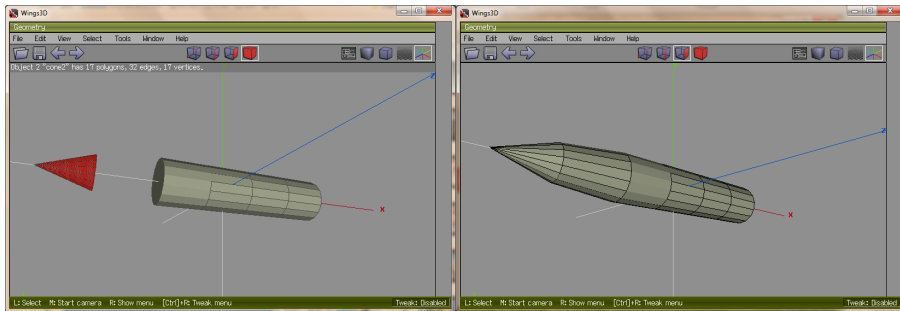 Wings3D
Geometry
File Edit View Select Tools Window Help
Object 2 "cone2" has 17 polygons, 32 edges, 17 vertices.
z
x
L: Select M: Start camera R: Show menu [Ctrl]+R: Tweak menu Tweak: Disabled
Wings3D
Geometry
File Edit View Select Tools Window Help
z
x
L: Select M: Start camera R: Show menu [Ctrl]+R: Tweak menu Tweak: Disabled